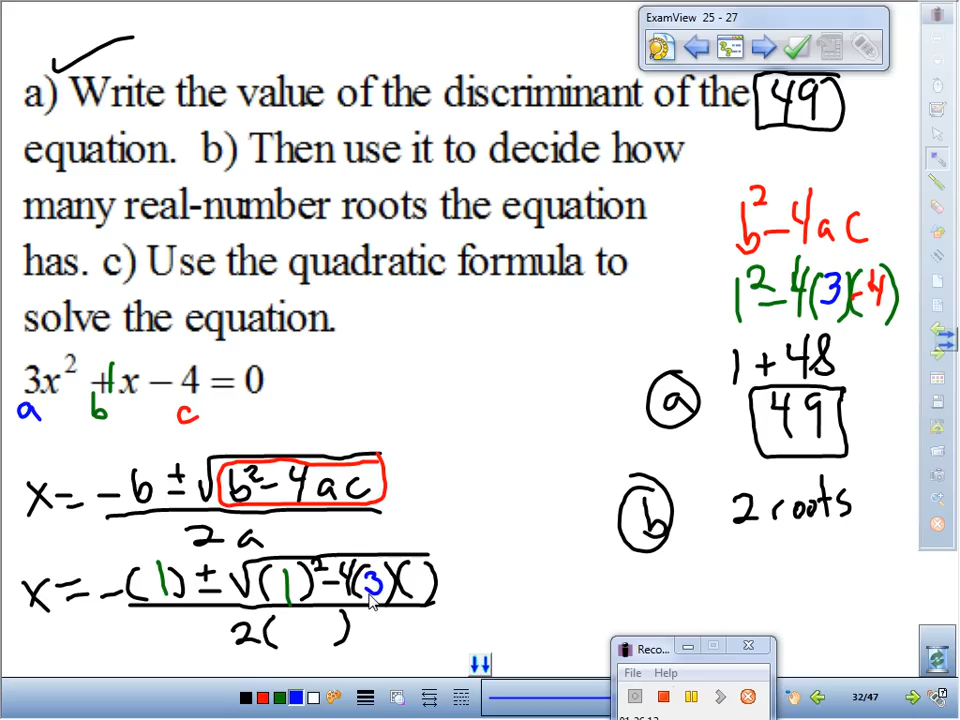 ExamView 25 - 27
a) Write the value of the discriminant of the 49
equation. b) Then use it to decide how
many real-number roots the equation
has. c) Use the quadratic formula to
solve the equation.
b² – 4ac
1² – 4(3)(-4)
1 + 48
a 49
b 2 roots
3x² + 1x – 4 = 0
a b c
x = -b ± √b² – 4ac
2a
x = -(1) ± √(1)² – 4(3)( )
2( )
Reco...
File Help
32/47